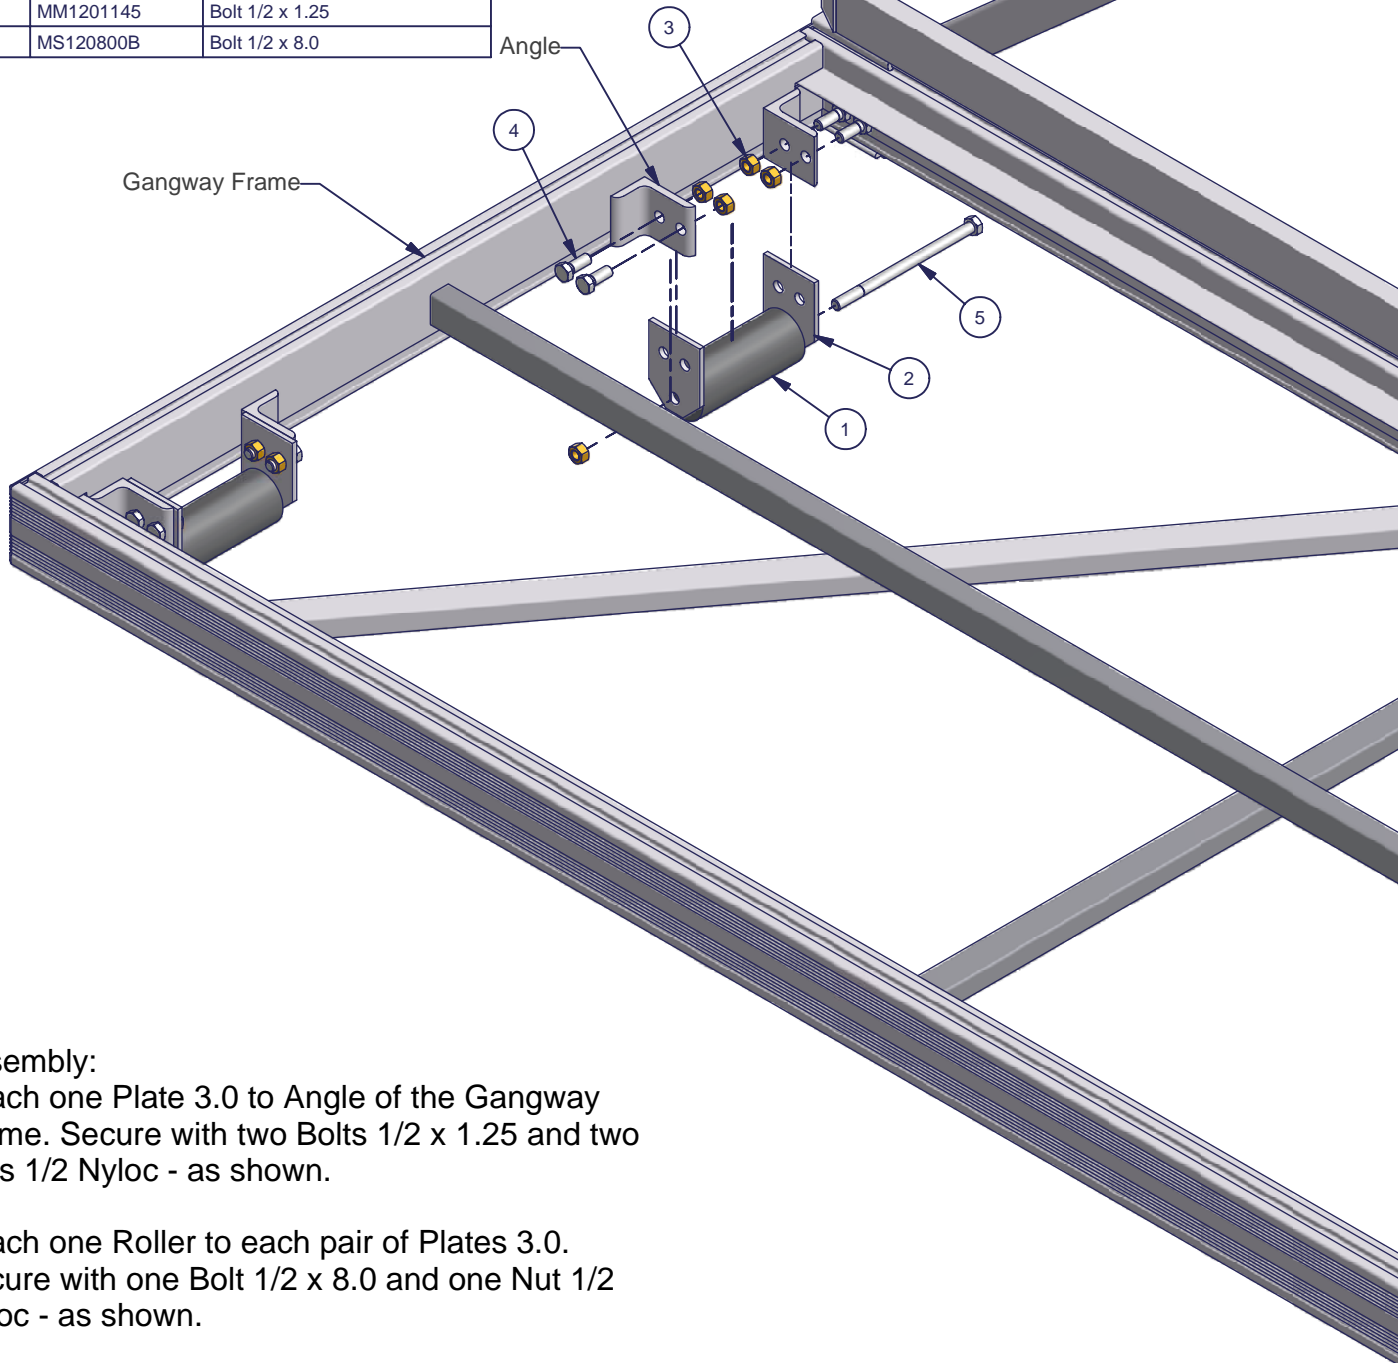 MM1201145 Bolt 1/2 x 1.25
MS120800B Bolt 1/2 x 8.0
Angle
3
4
Gangway Frame
5
2
1
sembly:
ach one Plate 3.0 to Angle of the Gangway
me. Secure with two Bolts 1/2 x 1.25 and two
s 1/2 Nyloc - as shown.
ach one Roller to each pair of Plates 3.0.
cure with one Bolt 1/2 x 8.0 and one Nut 1/2
oc - as shown.